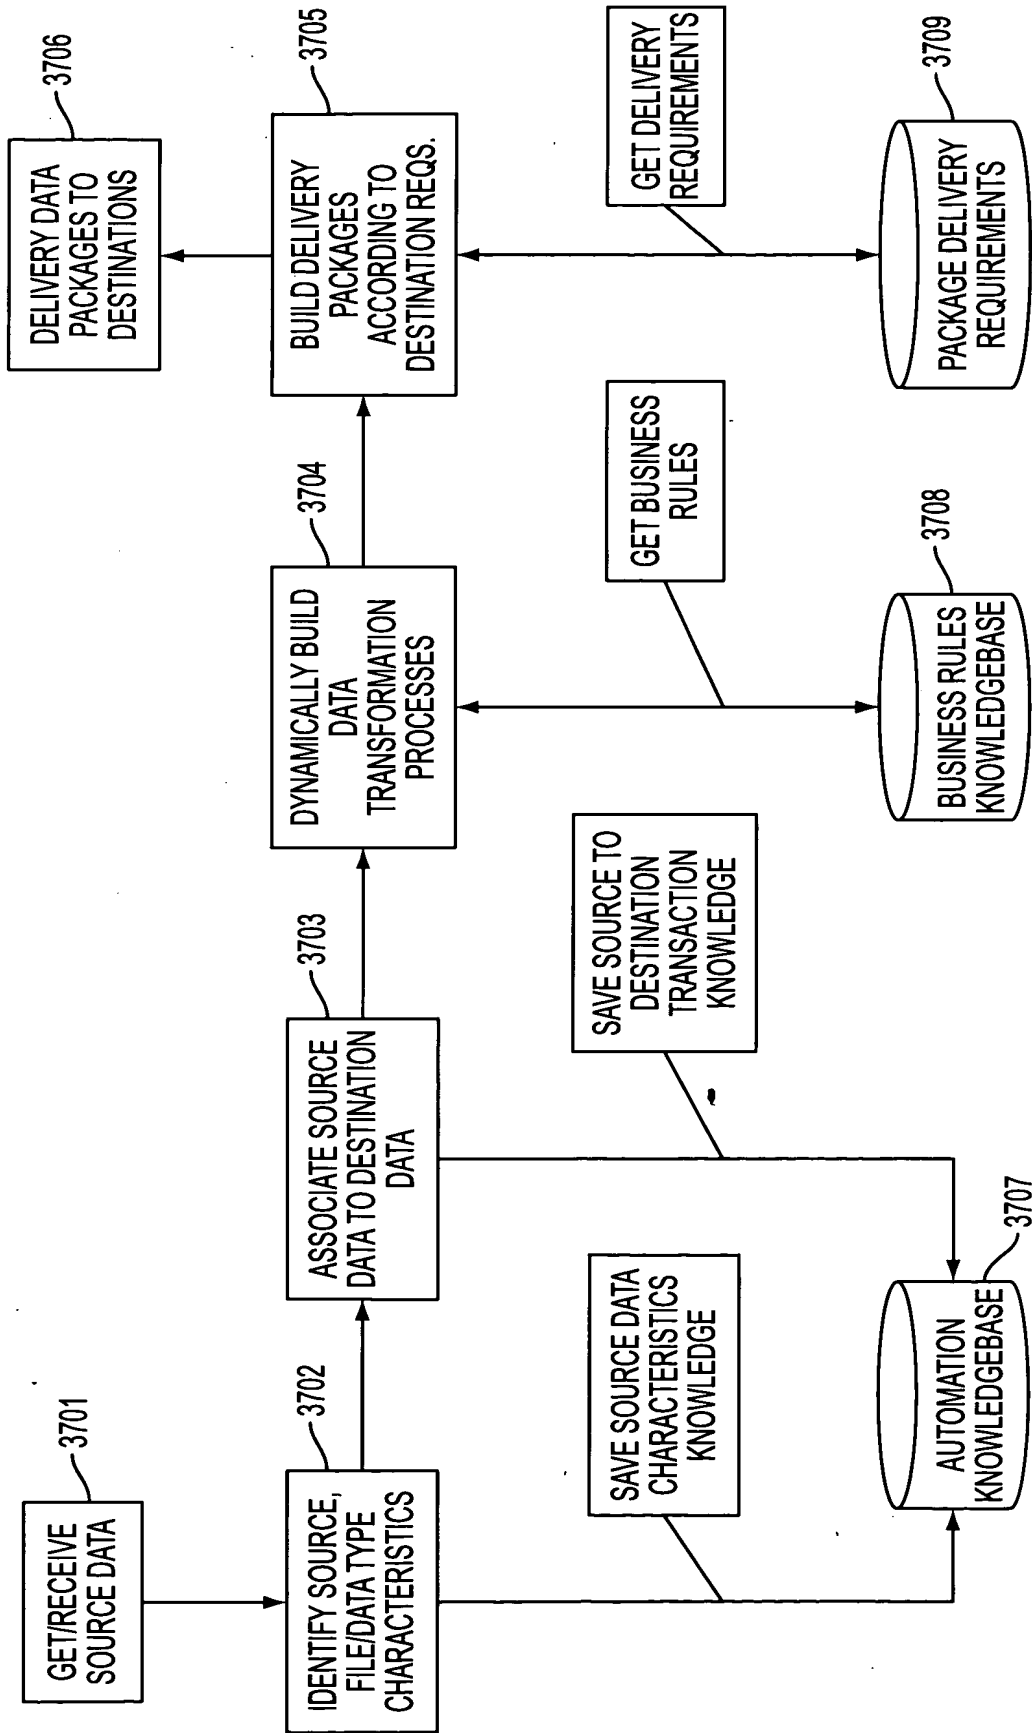 GET/RECEIVE
SOURCE DATA
3701
IDENTIFY SOURCE,
FILE/DATA TYPE
CHARACTERISTICS
3702
ASSOCIATE SOURCE
DATA TO DESTINATION
DATA
3703
DYNAMICALLY BUILD
DATA
TRANSFORMATION
PROCESSES
3704
BUILD DELIVERY
PACKAGES
ACCORDING TO
DESTINATION REQS.
3705
DELIVERY DATA
PACKAGES TO
DESTINATIONS
3706
SAVE SOURCE DATA
CHARACTERISTICS
KNOWLEDGE
SAVE SOURCE TO
DESTINATION
TRANSACTION
KNOWLEDGE
GET BUSINESS
RULES
GET DELIVERY
REQUIREMENTS
AUTOMATION
KNOWLEDGEBASE
3707
BUSINESS RULES
KNOWLEDGEBASE
3708
PACKAGE DELIVERY
REQUIREMENTS
3709